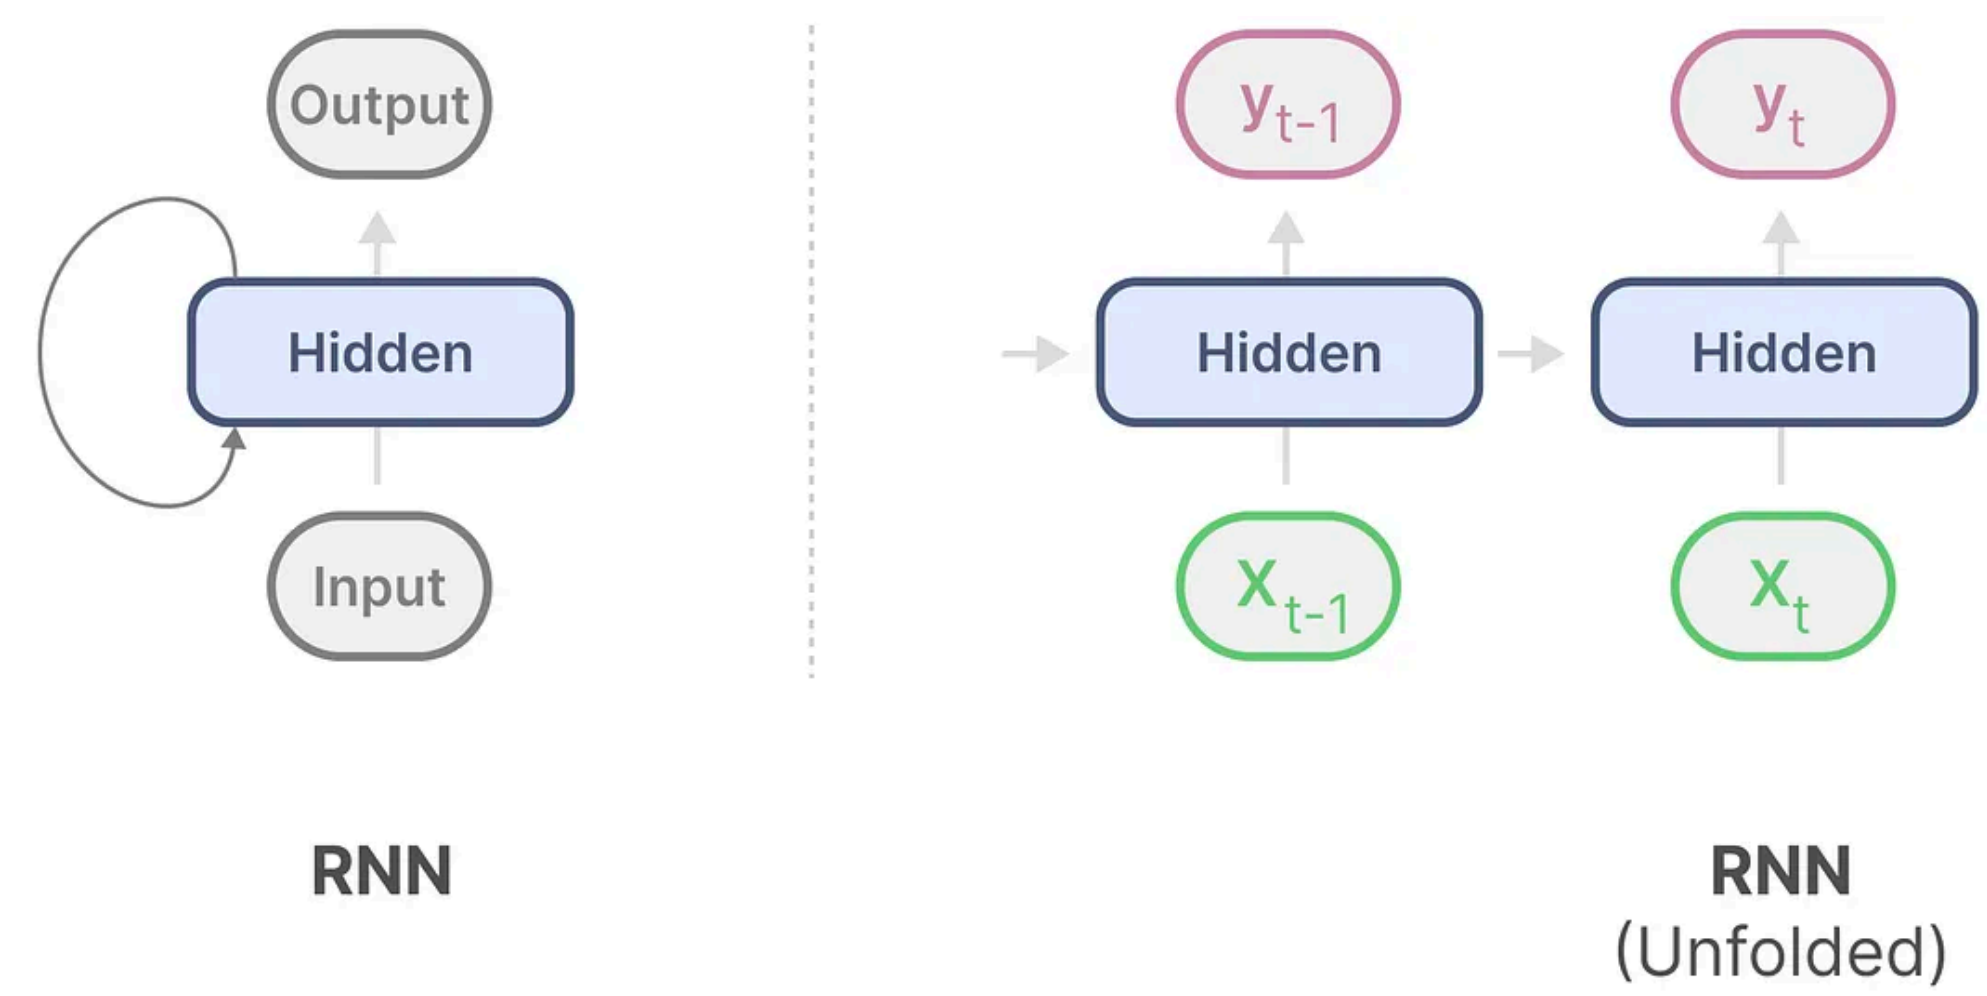 Output
Hidden
Input
RNN
y t-1
y t
Hidden
Hidden
X t-1
X t
RNN
(Unfolded)